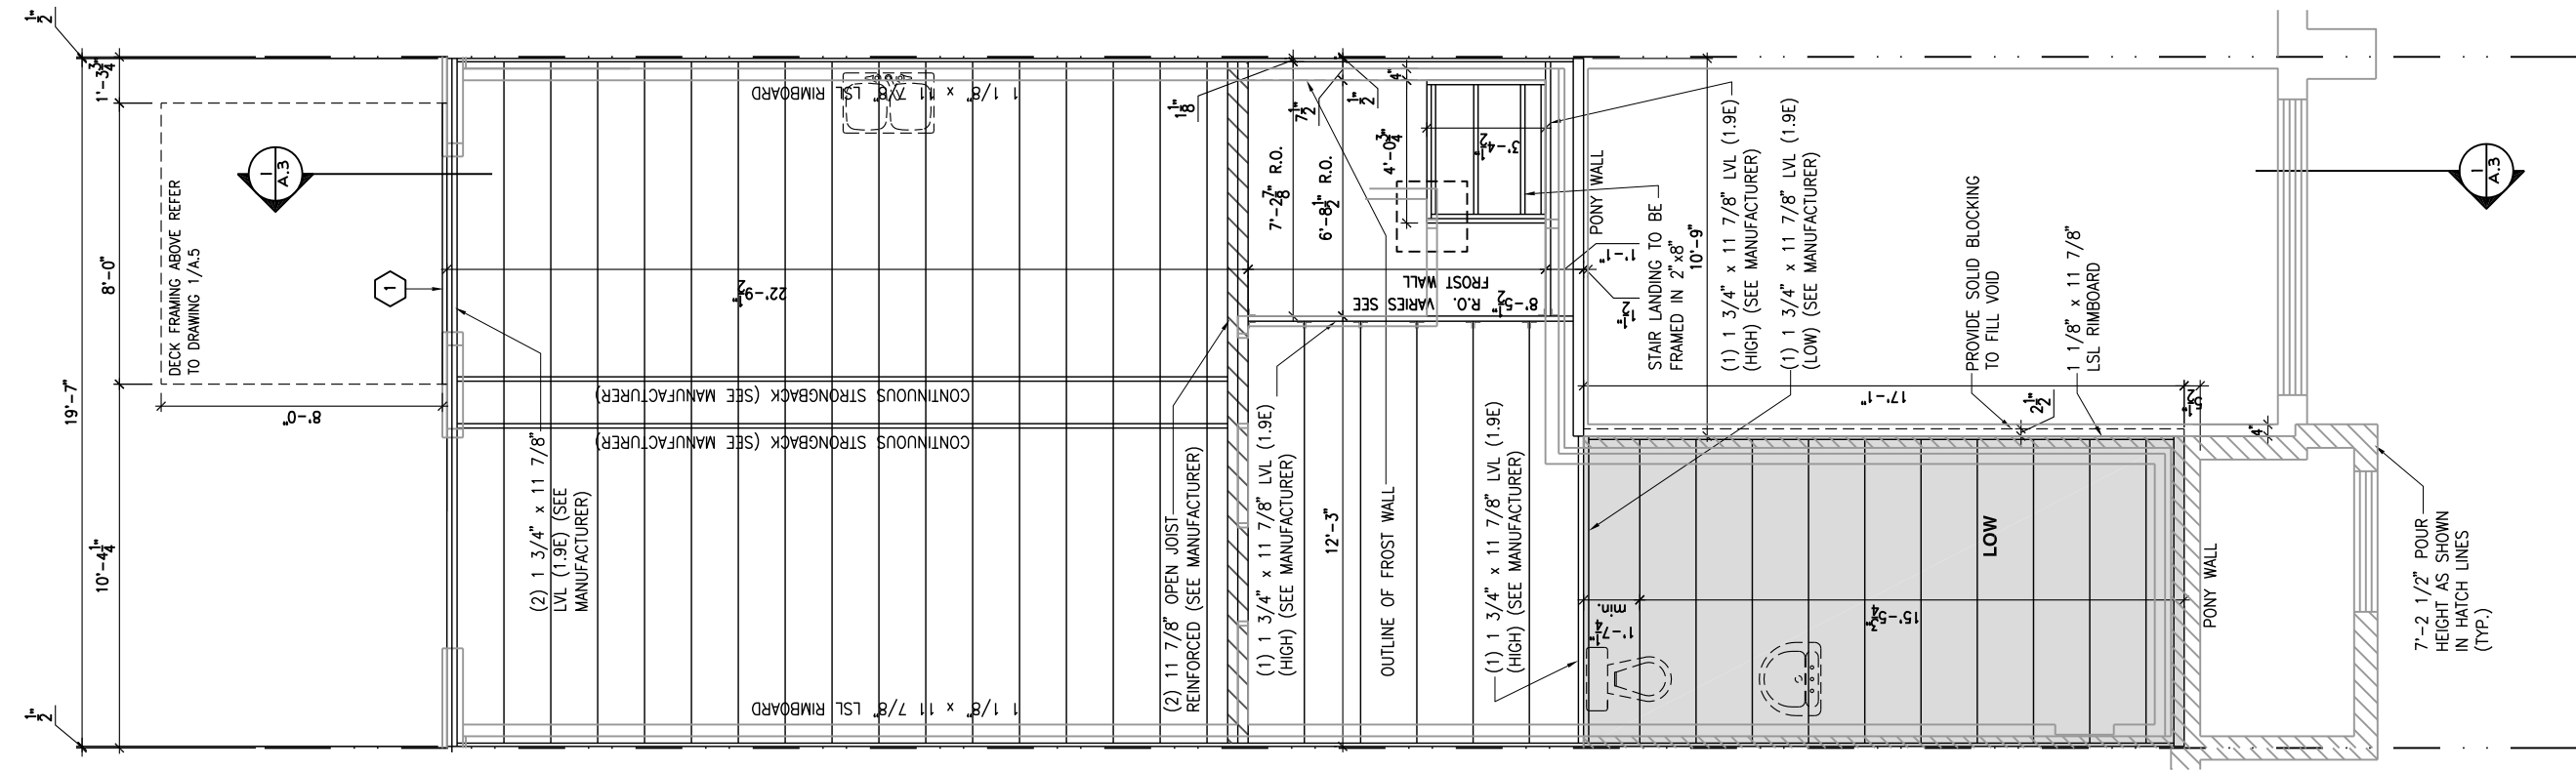 1/2"
19'-7"
1'-3 3/4"
8'-0"
10'-4 1/4"
1/2"
DECK FRAMING ABOVE REFER
TO DRAWING 1/A.5
8'-0"
1
A.3
1
(2) 1 3/4" x 11 7/8"
LVL (1.9E) (SEE
MANUFACTURER)
1 1/8" x 11 7/8" LSL RIMBOARD
22'-9 1/2"
CONTINUOUS STRONGBACK (SEE MANUFACTURER)
CONTINUOUS STRONGBACK (SEE MANUFACTURER)
1 1/8" x 11 7/8" LSL RIMBOARD
(2) 11 7/8" OPEN JOIST
REINFORCED (SEE MANUFACTURER)
1 1/8"
(1) 1 3/4" x 11 7/8" LVL (1.9E)
(HIGH) (SEE MANUFACTURER)
7'-2 7/8" R.O.
7 1/2"
6'-8 1/2" R.O.
12'-3"
1/2"
4"
4'-0 3/4"
OUTLINE OF FROST WALL
8'-5 1/2" R.O. VARIES SEE
FROST WALL
3'-4 1/2"
(1) 1 3/4" x 11 7/8" LVL (1.9E)
(HIGH) (SEE MANUFACTURER)
PONY WALL
1'-1"
1 1/2"
STAIR LANDING TO BE
FRAMED IN 2"x8"
10'-9"
(1) 1 3/4" x 11 7/8" LVL (1.9E)
(HIGH) (SEE MANUFACTURER)
(1) 1 3/4" x 11 7/8" LVL (1.9E)
(LOW) (SEE MANUFACTURER)
1'-7 1/4"
min.
15'-5 3/4"
17'-1"
LOW
PROVIDE SOLID BLOCKING
TO FILL VOID
2 1/2"
1 1/8" x 11 7/8"
LSL RIMBOARD
5 1/2"
4"
PONY WALL
7'-2 1/2" POUR
HEIGHT AS SHOWN
IN HATCH LINES
(TYP.)
1
A.3